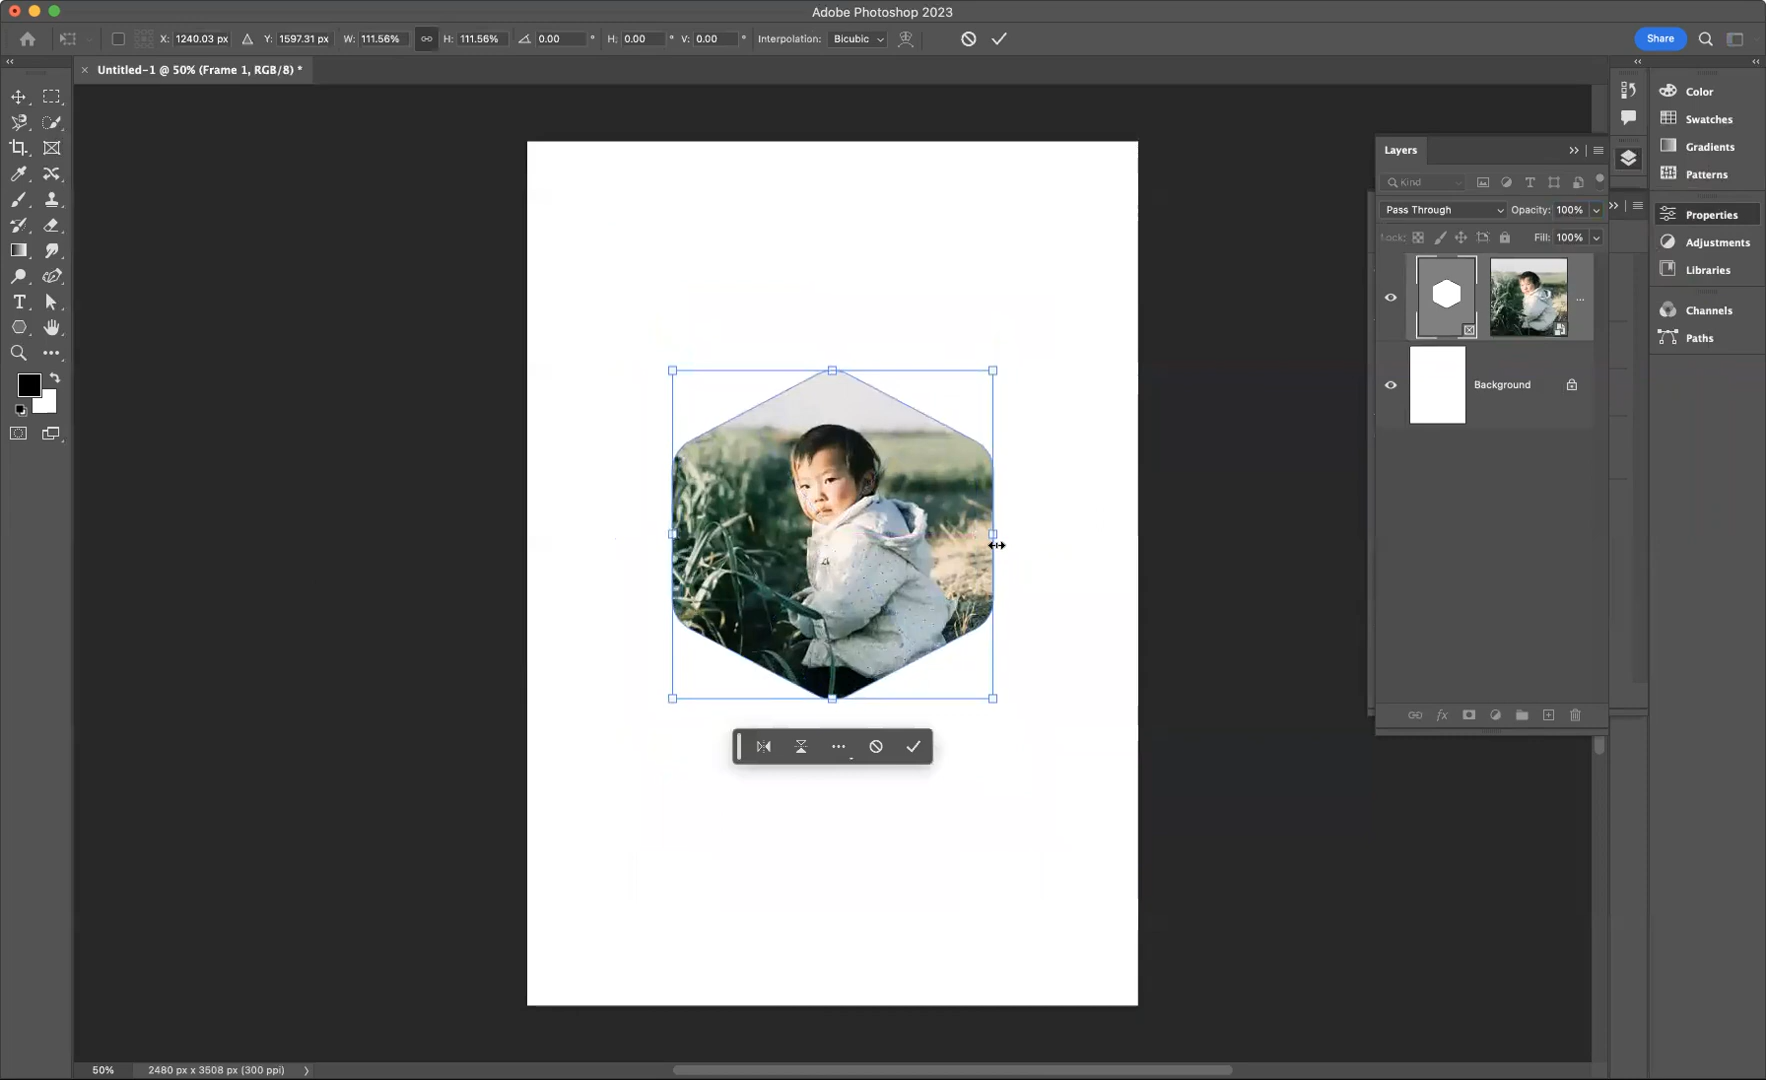 Adobe Photoshop 2023
X: 1240.03 px Y: 1597.31 px W: 111.56% H: 111.56% 0.00 ° H: 0.00 ° V: 0.00 ° Interpolation: Bicubic Share
× Untitled-1 @ 50% (Frame 1, RGB/8) *
Color
Swatches
Gradients
Patterns
Properties
Adjustments
Libraries
Channels
Paths
Layers
Kind
Pass Through Opacity: 100%
Lock: Fill: 100%
...
Background
50% 2480 px x 3508 px (300 ppi)